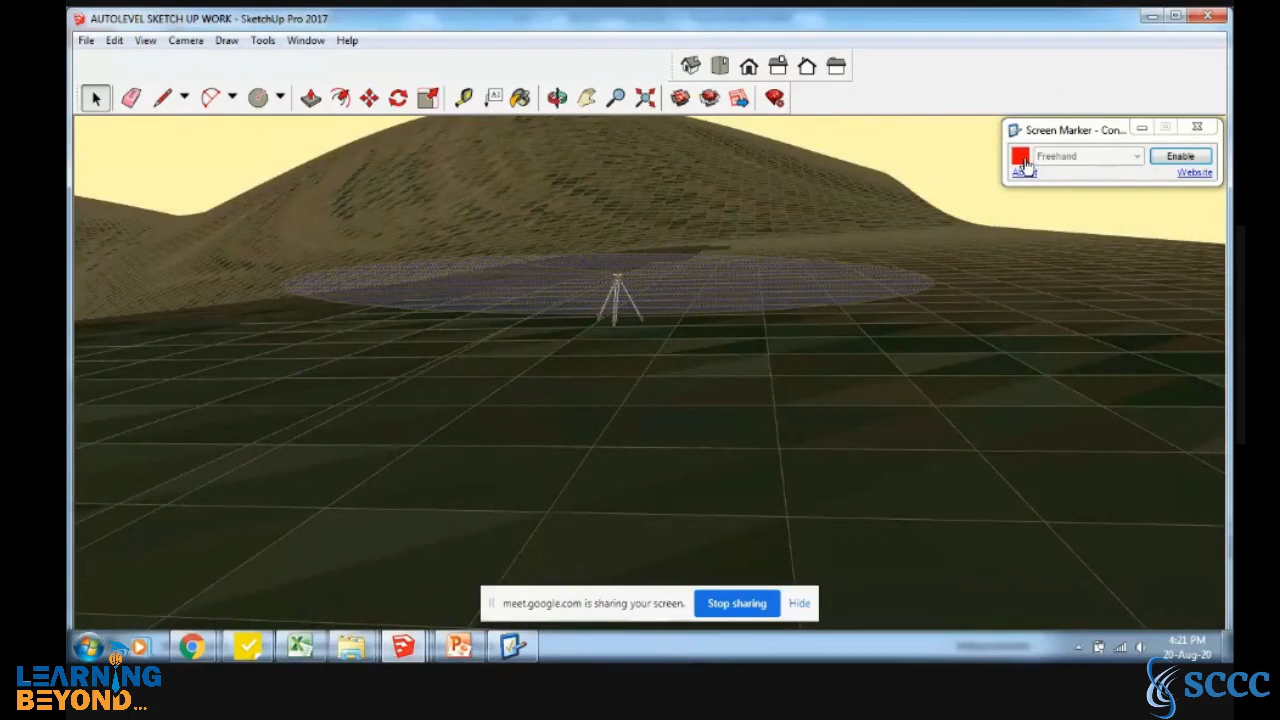 AUTOLEVEL SKETCH UP WORK - SketchUp Pro 2017
File Edit View Camera Draw Tools Window Help
A1
Screen Marker - Con...
Freehand Enable
Website
meet.google.com is sharing your screen. Stop sharing Hide
4:21 PM
20-Aug-20
LEARNING
BEYOND...
SCCC